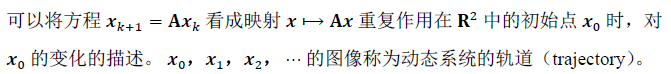 可以将方程 xₖ₊₁ = Axₖ 看成映射 x ⟼ Ax 重复作用在 R² 中的初始点 x₀ 时，对
x₀ 的变化的描述。 x₀，x₁，x₂，⋯ 的图像称为动态系统的轨道（trajectory）。